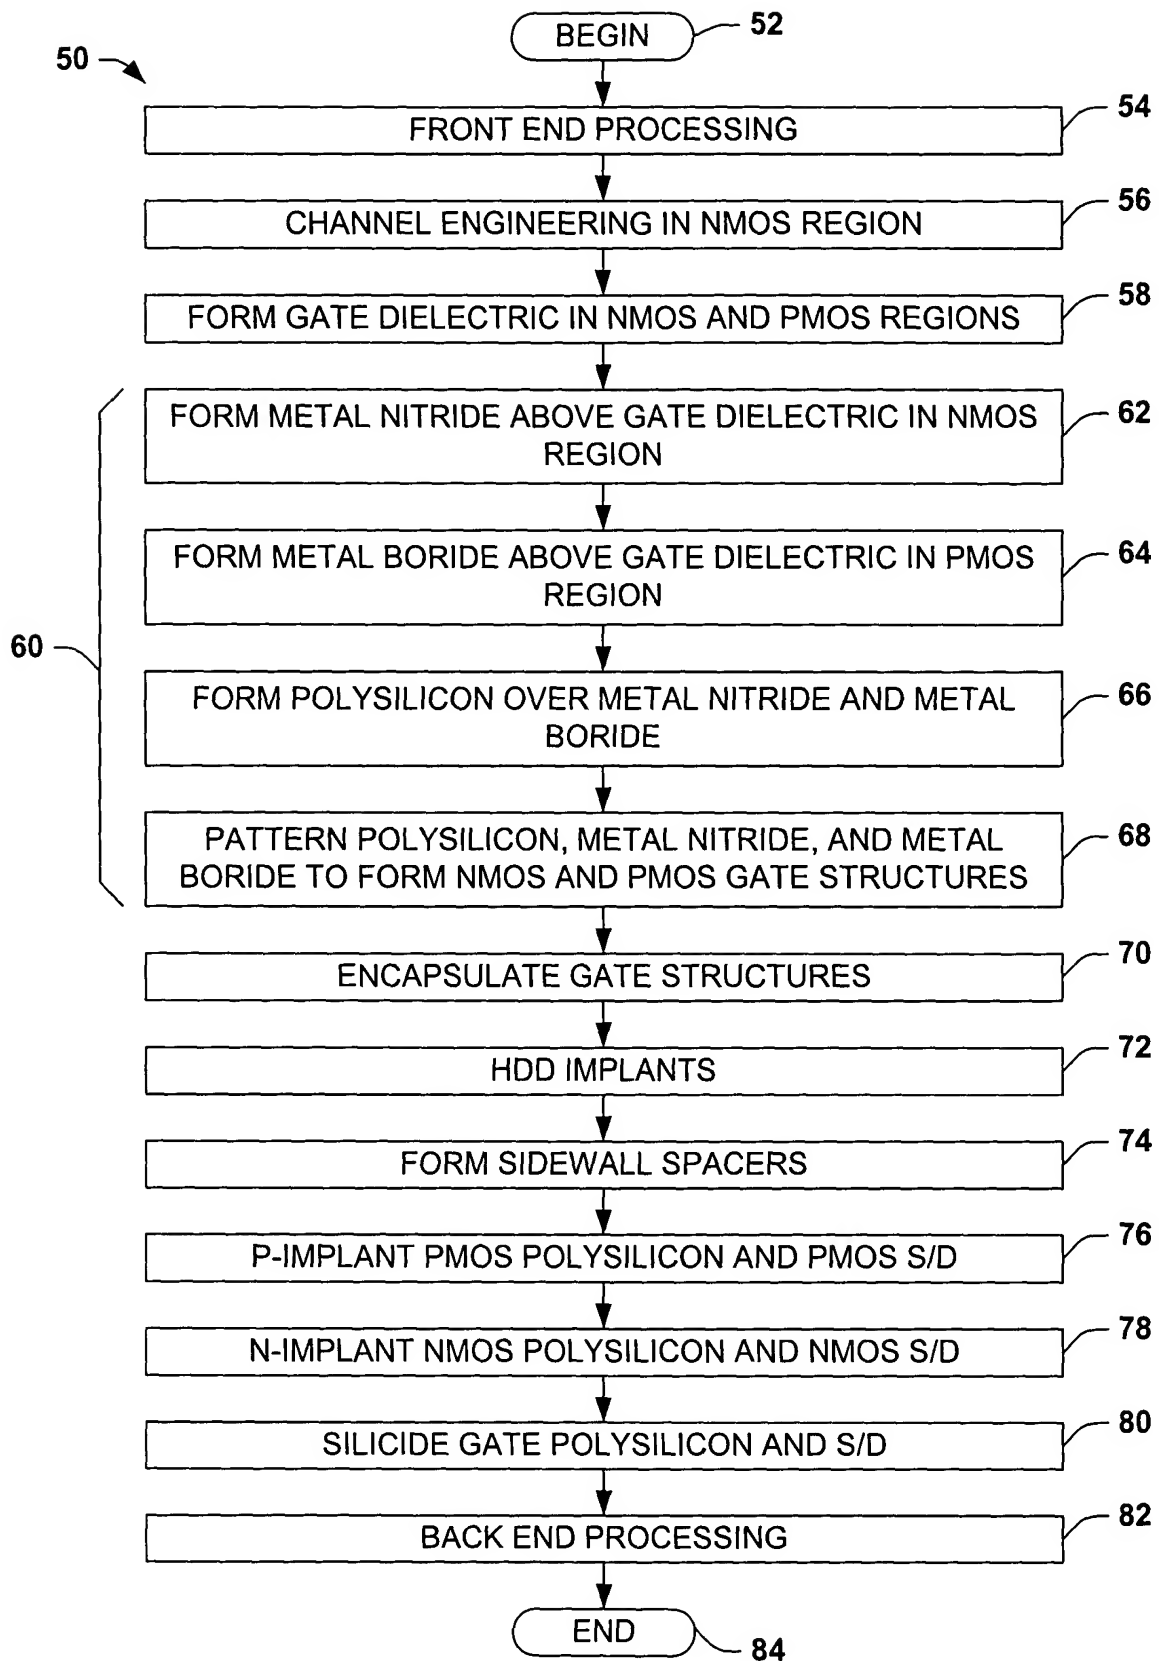 BEGIN
52
50
FRONT END PROCESSING
54
CHANNEL ENGINEERING IN NMOS REGION
56
FORM GATE DIELECTRIC IN NMOS AND PMOS REGIONS
58
60
FORM METAL NITRIDE ABOVE GATE DIELECTRIC IN NMOS
REGION
62
FORM METAL BORIDE ABOVE GATE DIELECTRIC IN PMOS
REGION
64
FORM POLYSILICON OVER METAL NITRIDE AND METAL
BORIDE
66
PATTERN POLYSILICON, METAL NITRIDE, AND METAL
BORIDE TO FORM NMOS AND PMOS GATE STRUCTURES
68
ENCAPSULATE GATE STRUCTURES
70
HDD IMPLANTS
72
FORM SIDEWALL SPACERS
74
P-IMPLANT PMOS POLYSILICON AND PMOS S/D
76
N-IMPLANT NMOS POLYSILICON AND NMOS S/D
78
SILICIDE GATE POLYSILICON AND S/D
80
BACK END PROCESSING
82
END
84